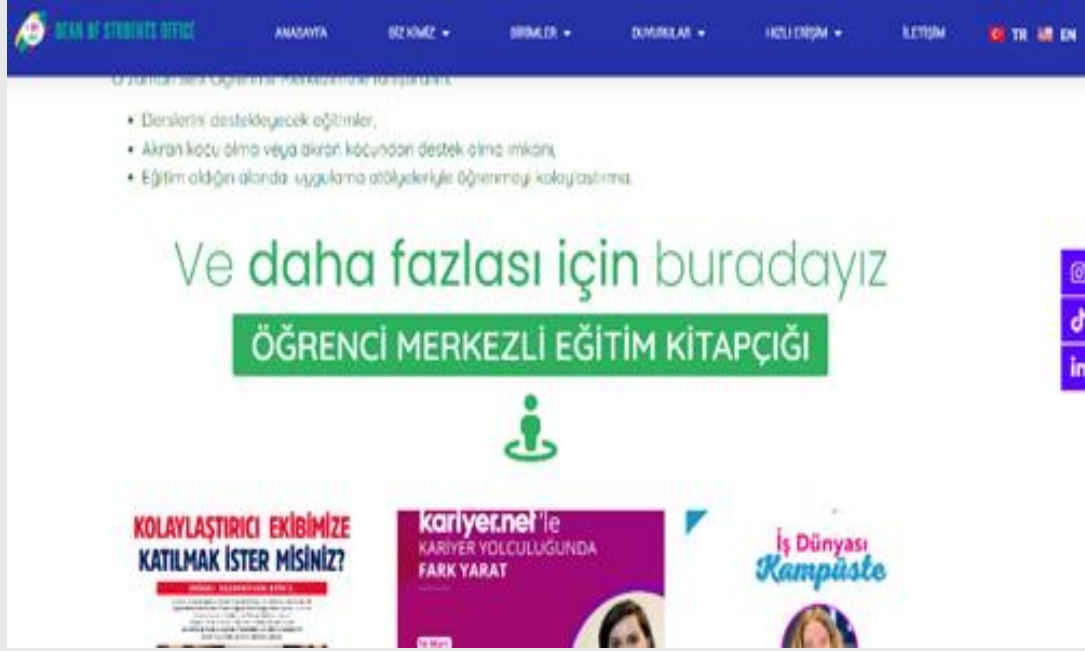 DEAN OF STUDENTS OFFICE
ANASAYFA
BİZ KİMİZ
BİRİMLER
DUYURULAR
HIZLI ERİŞİM
İLETİŞİM
TR
EN
• Derslerini destekleyecek eğitimler,
• Akran koçu olma veya akran koçundan destek alma imkanı,
• Eğitim aldığın alanda uygulama atölyeleriyle öğrenmeyi kolaylaştırma,
Ve daha fazlası için buradayız
ÖĞRENCİ MERKEZLİ EĞİTİM KİTAPÇIĞI
in
KOLAYLAŞTIRICI EKİBİMİZE
KATILMAK İSTER MİSİNİZ?
kariyer.net'le
KARİYER YOLCULUĞUNDA
FARK YARAT
İş Dünyası
Kampüste